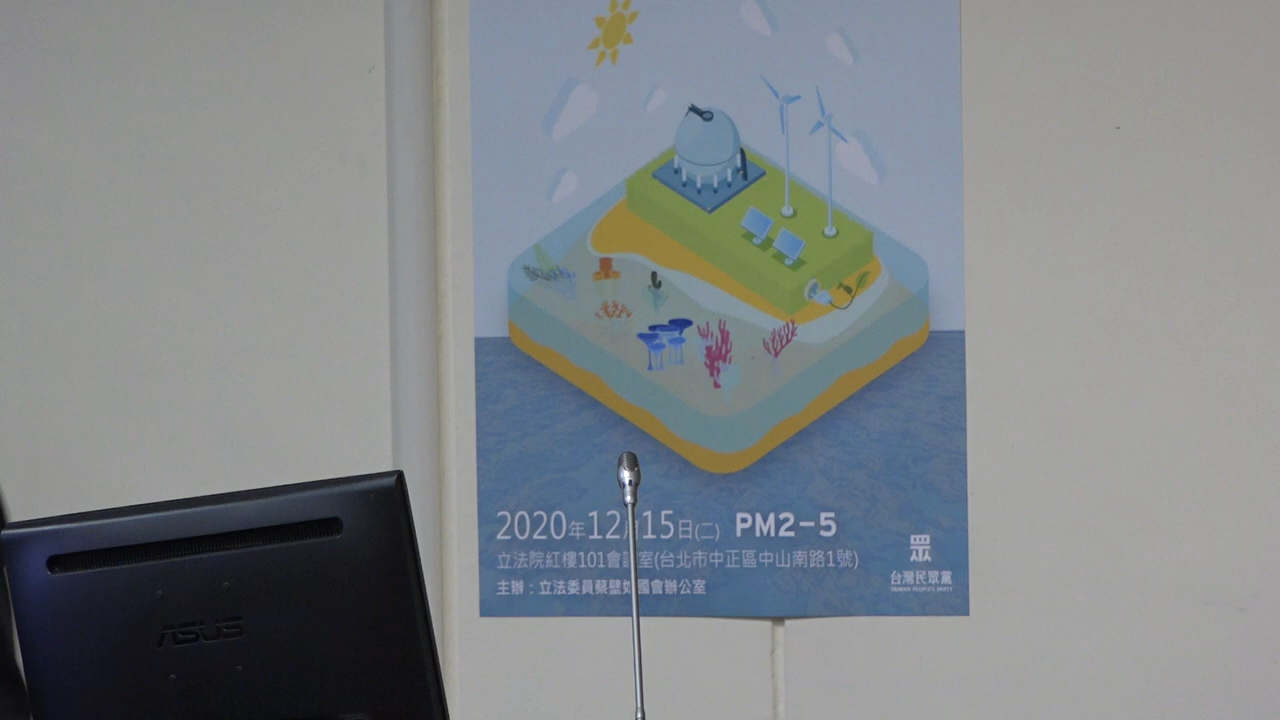 2020年12月15日(二) PM2-5
立法院紅樓101會議室(台北市中正區中山南路1號)
主辦：立法委員蔡壁如國會辦公室
眾
台灣民眾黨
TAIWAN PEOPLE'S PARTY
ASUS